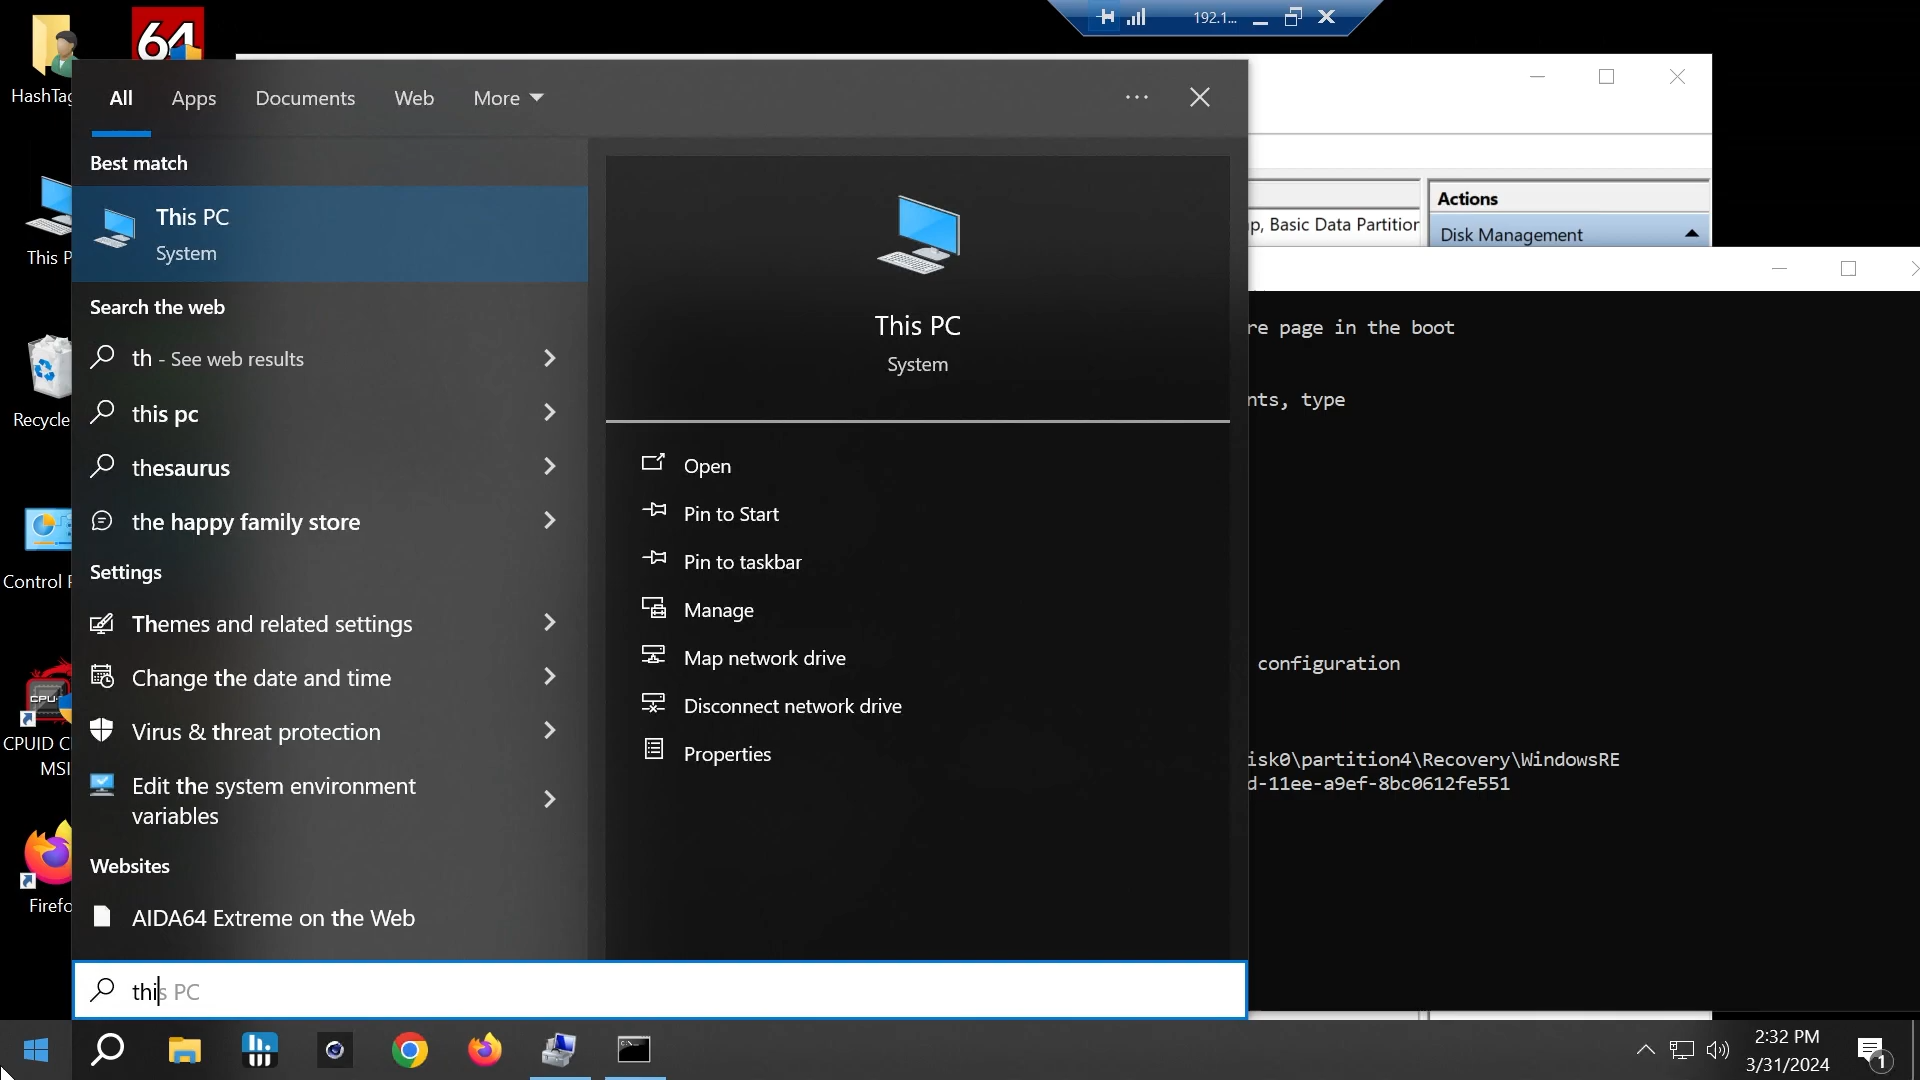 192.1...
64
HashTag
All
Apps
Documents
Web
More
Best match
This PC
System
Search the web
th - See web results
this pc
thesaurus
the happy family store
Settings
Themes and related settings
Change the date and time
Virus & threat protection
Edit the system environment
variables
Websites
AIDA64 Extreme on the Web
This PC
System
Open
Pin to Start
Pin to taskbar
Manage
Map network drive
Disconnect network drive
Properties
p, Basic Data Partition
Actions
Disk Management
re page in the boot
nts, type
configuration
isk0\partition4\Recovery\WindowsRE
d-11ee-a9ef-8bc0612fe551
This P
Recycle
Control P
CPU-
CPUID C
MSI
Firefo
this PC
2:32 PM
3/31/2024
1